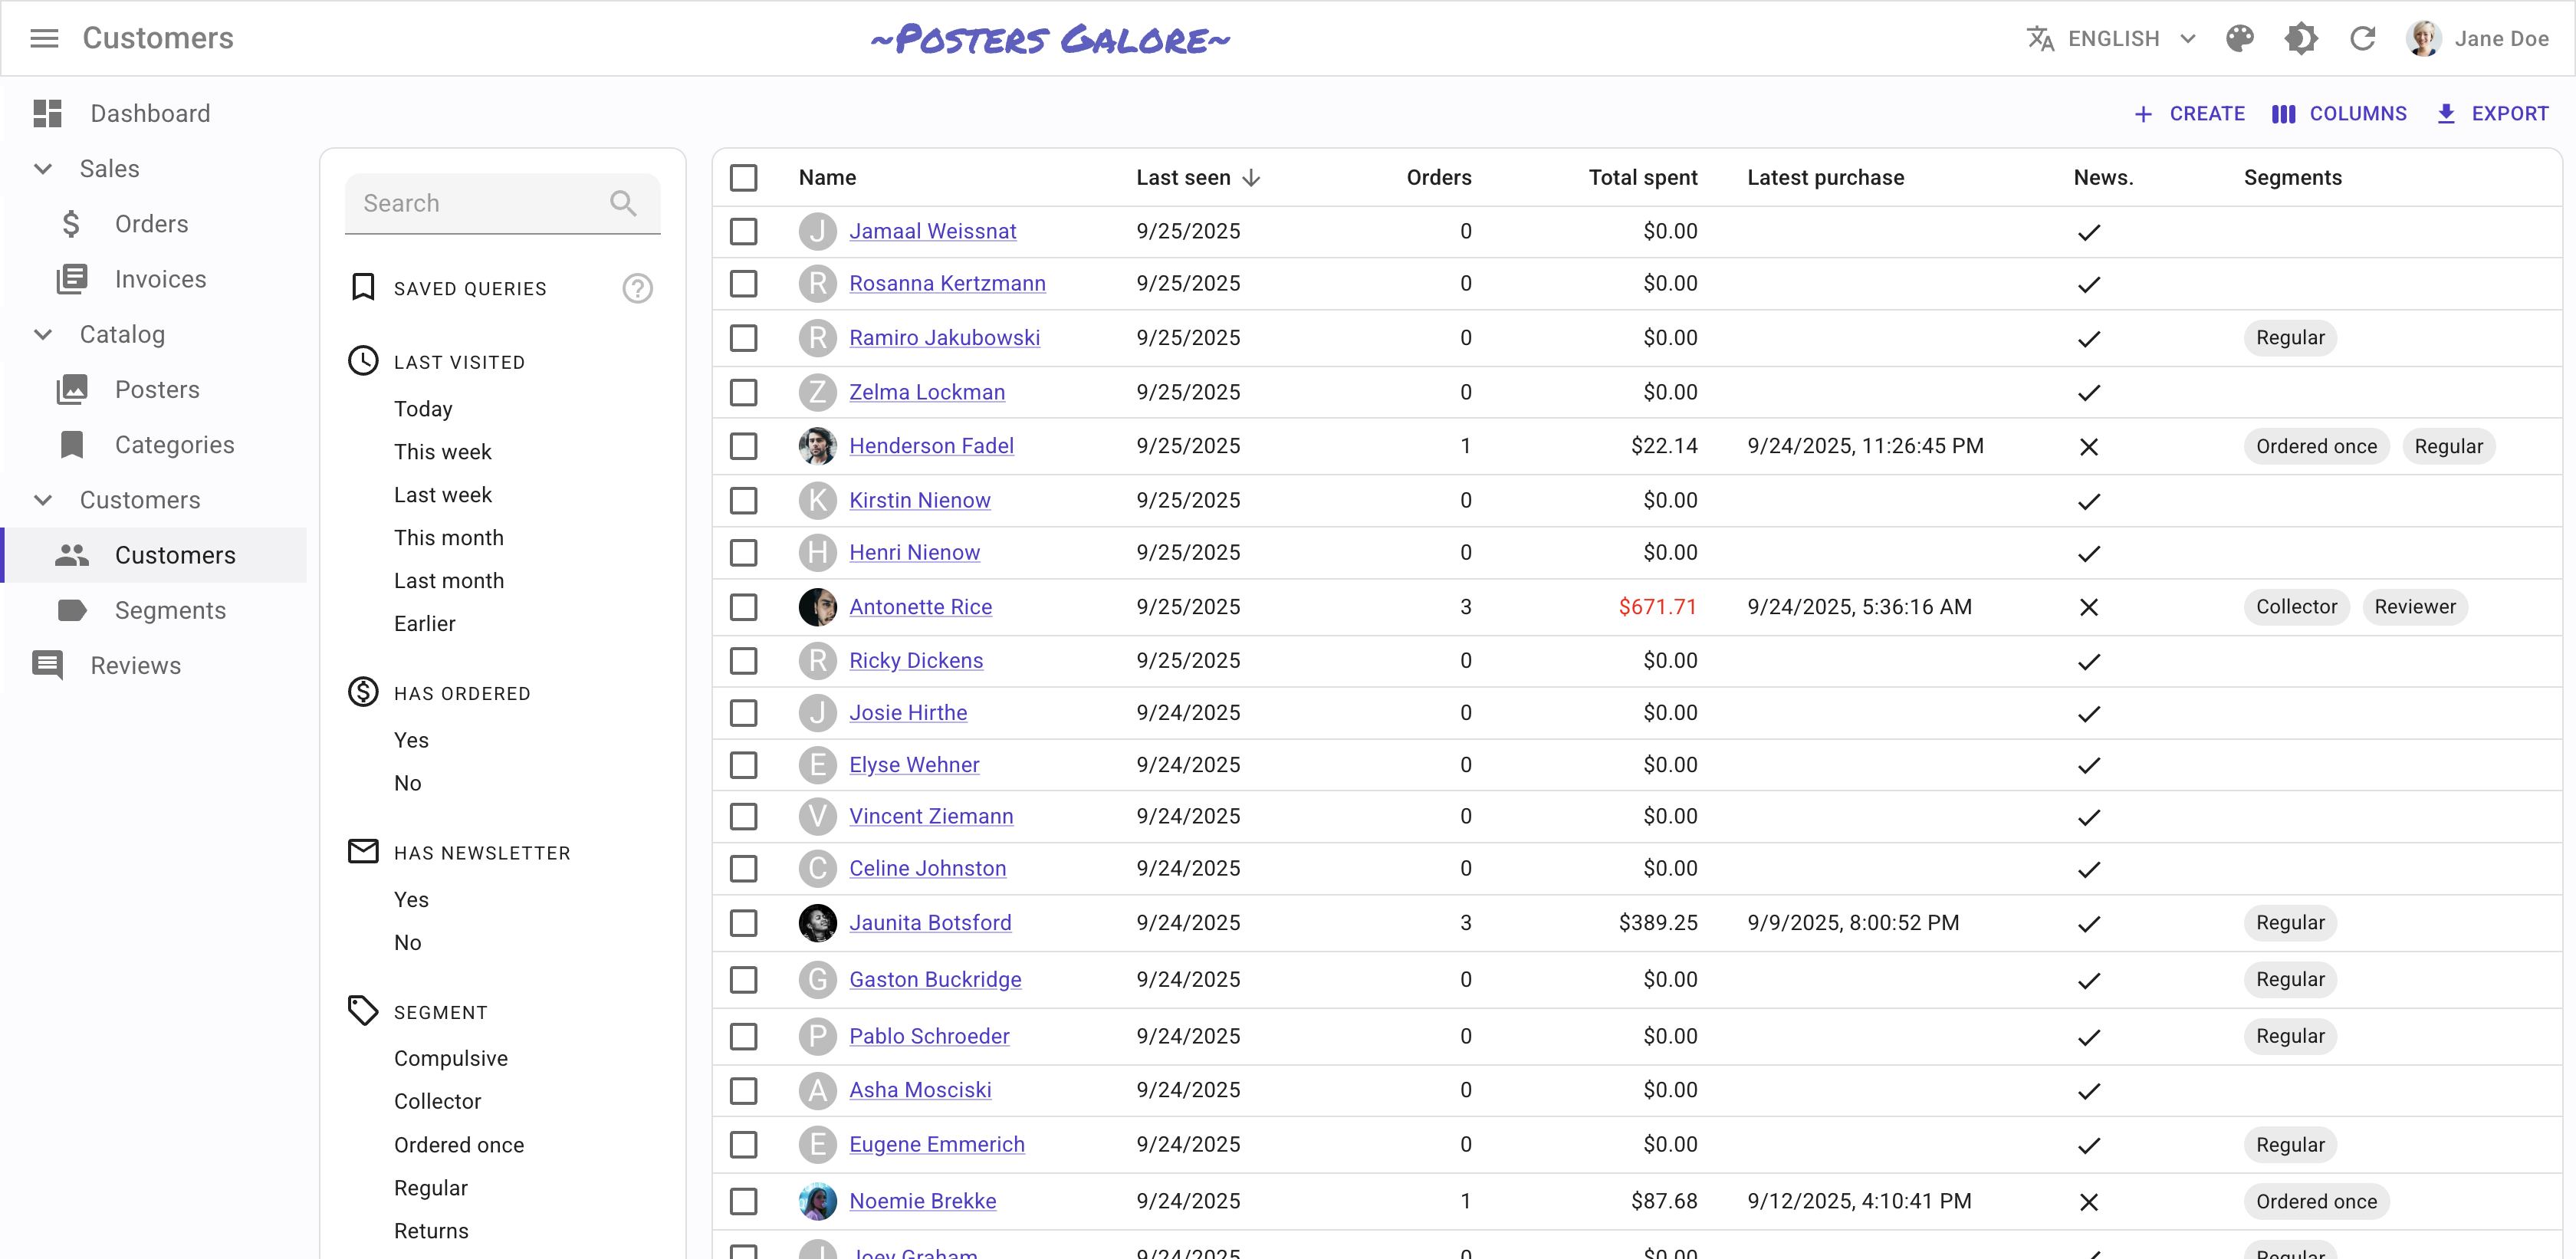 Customers
~Posters Galore~
ENGLISH
Jane Doe
Dashboard
Sales
Orders
Invoices
Catalog
Posters
Categories
Customers
Customers
Segments
Reviews
CREATE COLUMNS EXPORT
Search
SAVED QUERIES
LAST VISITED
Today
This week
Last week
This month
Last month
Earlier
HAS ORDERED
Yes
No
HAS NEWSLETTER
Yes
No
SEGMENT
Compulsive
Collector
Ordered once
Regular
Returns
Name Last seen Orders Total spent Latest purchase News. Segments
J Jamaal Weissnat 9/25/2025 0 $0.00
R Rosanna Kertzmann 9/25/2025 0 $0.00
R Ramiro Jakubowski 9/25/2025 0 $0.00 Regular
Z Zelma Lockman 9/25/2025 0 $0.00
Henderson Fadel 9/25/2025 1 $22.14 9/24/2025, 11:26:45 PM Ordered once Regular
K Kirstin Nienow 9/25/2025 0 $0.00
H Henri Nienow 9/25/2025 0 $0.00
Antonette Rice 9/25/2025 3 $671.71 9/24/2025, 5:36:16 AM Collector Reviewer
R Ricky Dickens 9/25/2025 0 $0.00
J Josie Hirthe 9/24/2025 0 $0.00
E Elyse Wehner 9/24/2025 0 $0.00
V Vincent Ziemann 9/24/2025 0 $0.00
C Celine Johnston 9/24/2025 0 $0.00
Jaunita Botsford 9/24/2025 3 $389.25 9/9/2025, 8:00:52 PM Regular
G Gaston Buckridge 9/24/2025 0 $0.00 Regular
P Pablo Schroeder 9/24/2025 0 $0.00 Regular
A Asha Mosciski 9/24/2025 0 $0.00
E Eugene Emmerich 9/24/2025 0 $0.00 Regular
Noemie Brekke 9/24/2025 1 $87.68 9/12/2025, 4:10:41 PM Ordered once
J Joey Graham 9/24/2025 0 $0.00 Regular